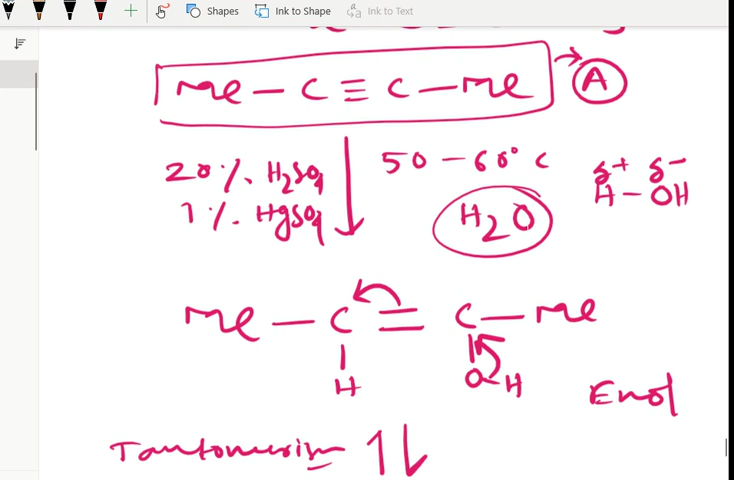 Shapes Ink to Shape Ink to Text
Me — C ≡ C — Me → A
20 %. H2SO4 50 - 60° C δ+ δ-
1 %. HgSO4 H2O H - OH
Me — C = C — Me
H O-H
Enol
Tautomerism